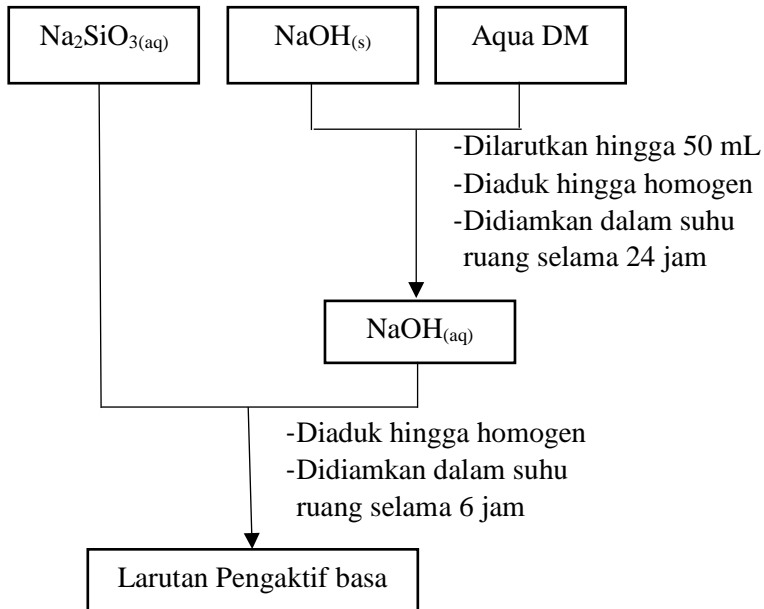 Na₂SiO₃(aq)
NaOH(s)
Aqua DM
-Dilarutkan hingga 50 mL
-Diaduk hingga homogen
-Didiamkan dalam suhu
ruang selama 24 jam
NaOH(aq)
-Diaduk hingga homogen
-Didiamkan dalam suhu
ruang selama 6 jam
Larutan Pengaktif basa